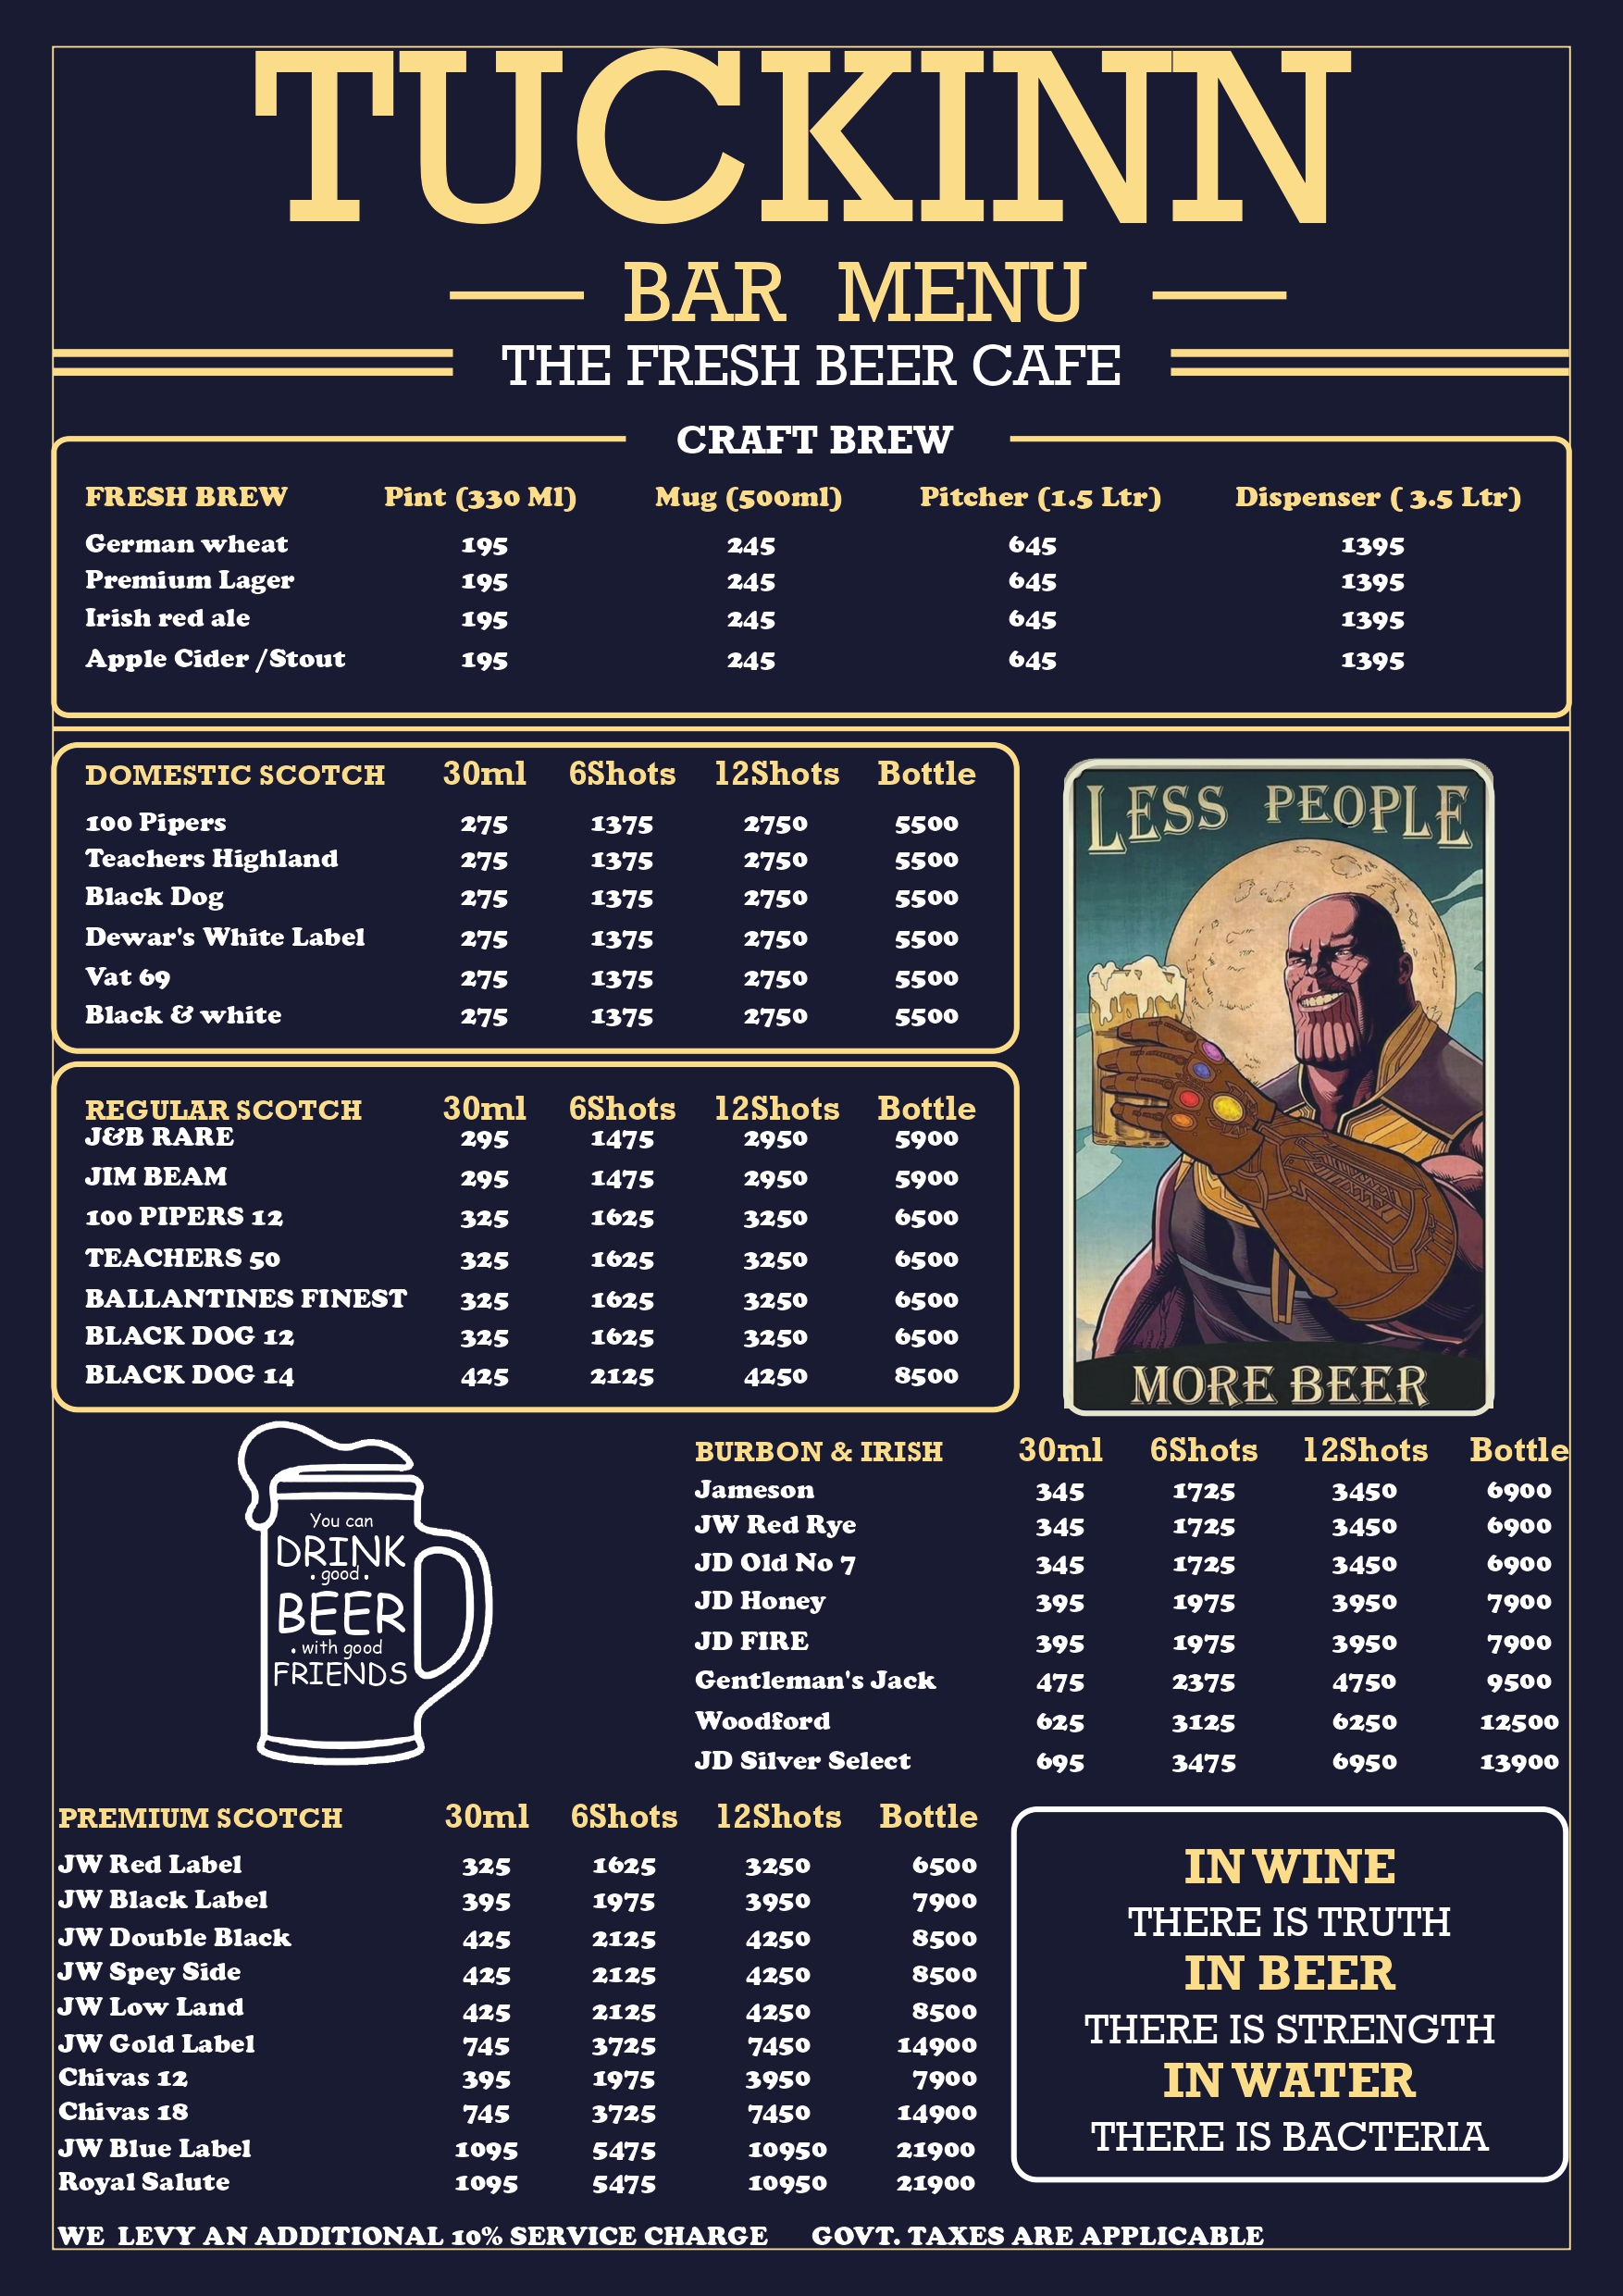 TUCKINN
BAR MENU
THE FRESH BEER CAFE
CRAFT BREW
FRESH BREW Pint (330 Ml) Mug (500ml) Pitcher (1.5 Ltr) Dispenser ( 3.5 Ltr)
German wheat 195 245 645 1395
Premium Lager 195 245 645 1395
Irish red ale 195 245 645 1395
Apple Cider /Stout 195 245 645 1395
DOMESTIC SCOTCH 30ml 6Shots 12Shots Bottle
100 Pipers 275 1375 2750 5500
Teachers Highland 275 1375 2750 5500
Black Dog 275 1375 2750 5500
Dewar's White Label 275 1375 2750 5500
Vat 69 275 1375 2750 5500
Black & white 275 1375 2750 5500
LESS PEOPLE
MORE BEER
REGULAR SCOTCH 30ml 6Shots 12Shots Bottle
J&B RARE 295 1475 2950 5900
JIM BEAM 295 1475 2950 5900
100 PIPERS 12 325 1625 3250 6500
TEACHERS 50 325 1625 3250 6500
BALLANTINES FINEST 325 1625 3250 6500
BLACK DOG 12 325 1625 3250 6500
BLACK DOG 14 425 2125 4250 8500
You can
DRINK
• good •
BEER
• with good
FRIENDS
BURBON & IRISH 30ml 6Shots 12Shots Bottle
Jameson 345 1725 3450 6900
JW Red Rye 345 1725 3450 6900
JD Old No 7 345 1725 3450 6900
JD Honey 395 1975 3950 7900
JD FIRE 395 1975 3950 7900
Gentleman's Jack 475 2375 4750 9500
Woodford 625 3125 6250 12500
JD Silver Select 695 3475 6950 13900
PREMIUM SCOTCH 30ml 6Shots 12Shots Bottle
JW Red Label 325 1625 3250 6500
JW Black Label 395 1975 3950 7900
JW Double Black 425 2125 4250 8500
JW Spey Side 425 2125 4250 8500
JW Low Land 425 2125 4250 8500
JW Gold Label 745 3725 7450 14900
Chivas 12 395 1975 3950 7900
Chivas 18 745 3725 7450 14900
JW Blue Label 1095 5475 10950 21900
Royal Salute 1095 5475 10950 21900
IN WINE
THERE IS TRUTH
IN BEER
THERE IS STRENGTH
IN WATER
THERE IS BACTERIA
WE LEVY AN ADDITIONAL 10% SERVICE CHARGE GOVT. TAXES ARE APPLICABLE